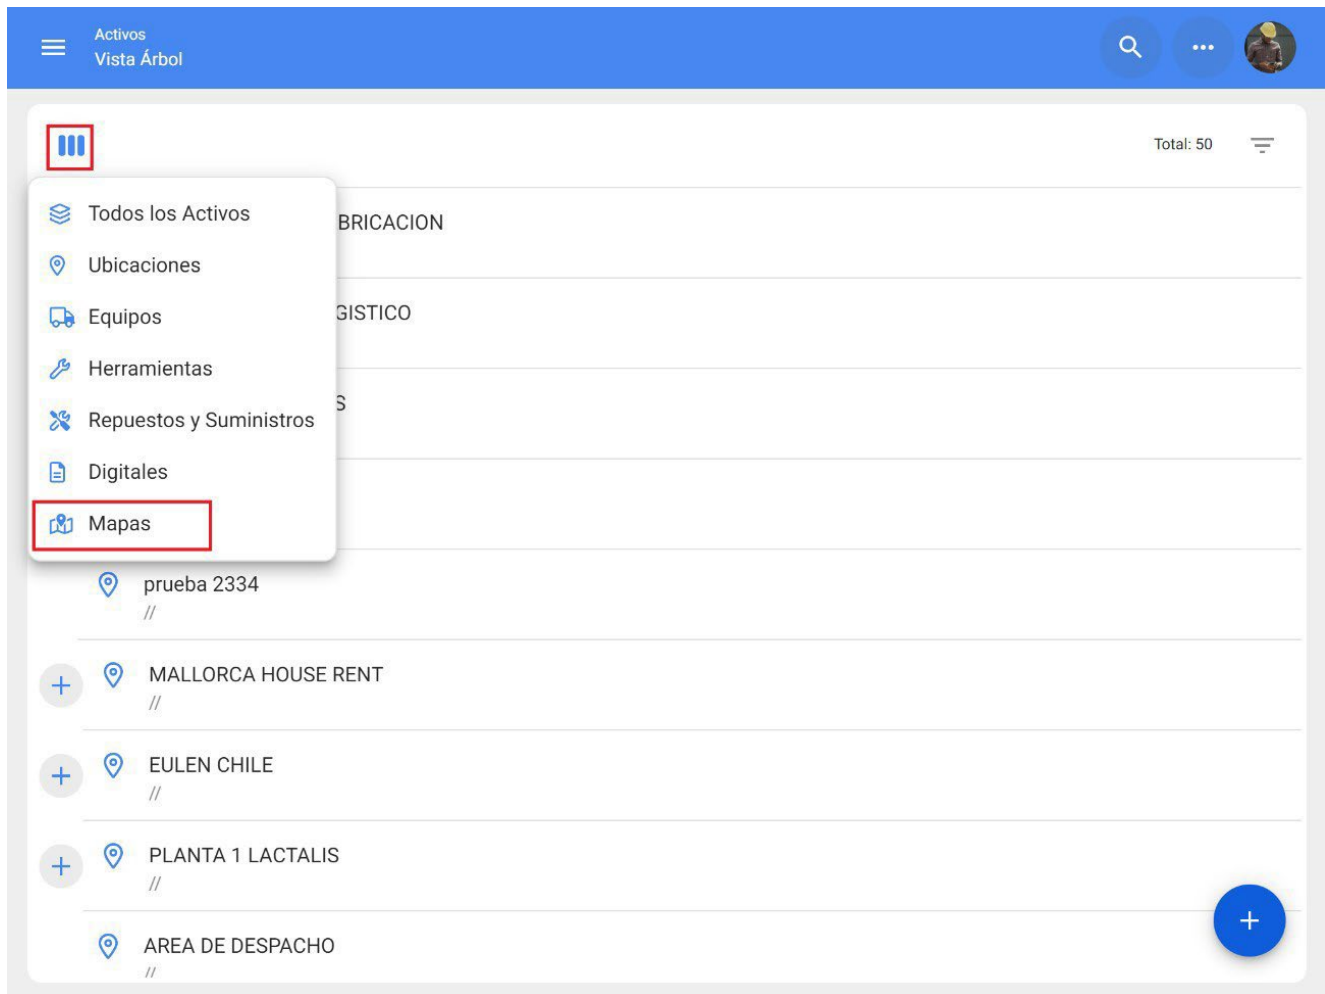 Activos
Vista Árbol
Total: 50
Todos los Activos
BRICACION
Ubicaciones
Equipos
GISTICO
Herramientas
S
Repuestos y Suministros
Digitales
Mapas
prueba 2334
//
MALLORCA HOUSE RENT
//
EULEN CHILE
//
PLANTA 1 LACTALIS
//
AREA DE DESPACHO
//